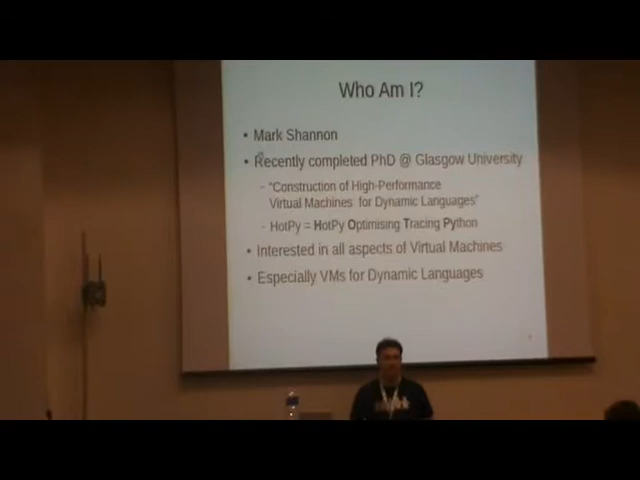 Who Am I?
• Mark Shannon
• Recently completed PhD @ Glasgow University
– "Construction of High-Performance
Virtual Machines for Dynamic Languages"
– HotPy = HotPy Optimising Tracing Python
• Interested in all aspects of Virtual Machines
• Especially VMs for Dynamic Languages